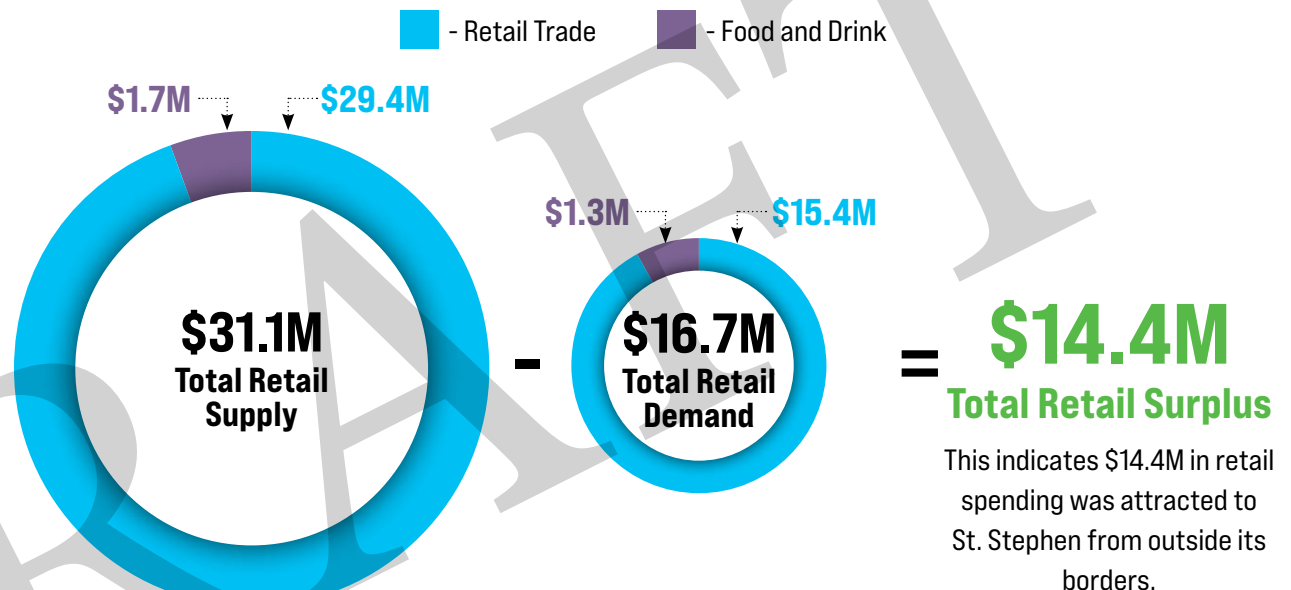 - Retail Trade
- Food and Drink
$1.7M
$29.4M
$1.3M
$15.4M
$31.1M
Total Retail
Supply
-
$16.7M
Total Retail
Demand
=
$14.4M
Total Retail Surplus
This indicates $14.4M in retail
spending was attracted to
St. Stephen from outside its
borders.
RAFT